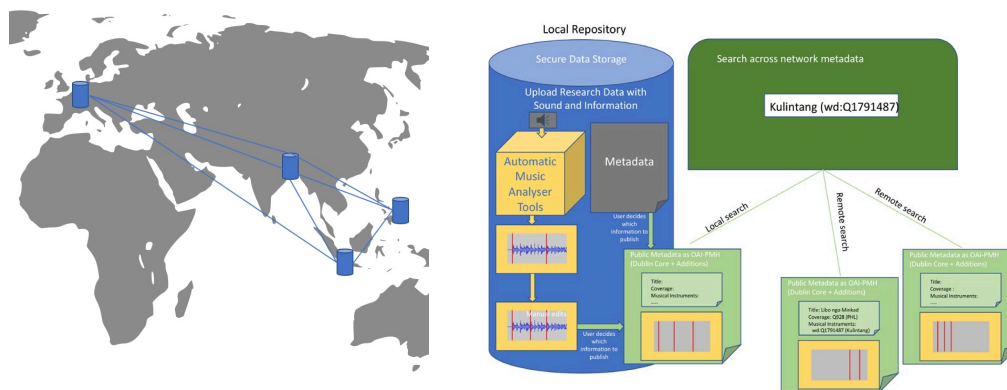 Local Repository
Secure Data Storage
Upload Research Data with
Sound and Information
Automatic
Music
Analyser
Tools
Metadata
User decides
which
information to
publish
Manual edits
User decides
which
information to
publish
Search across network metadata
Kulintang (wd:Q1791487)
Local search
Remote search
Remote search
Public Metadata as OAI-PMH
(Dublin Core + Additions)
Title:
Coverage:
Musical Instruments:
.....
Public Metadata as OAI-PMH
(Dublin Core + Additions)
Title: Libo nga Minkad
Coverage: Q928 (PHL)
Musical Instruments:
wd:Q1791487 (Kulintang)
Public Metadata as OAI-PMH
(Dublin Core + Additions)
Title:
Coverage :
Musical Instruments:
....